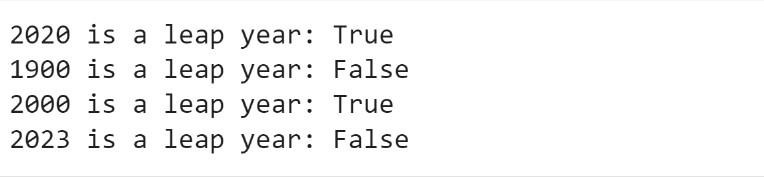 2020 is a leap year: True
1900 is a leap year: False
2000 is a leap year: True
2023 is a leap year: False